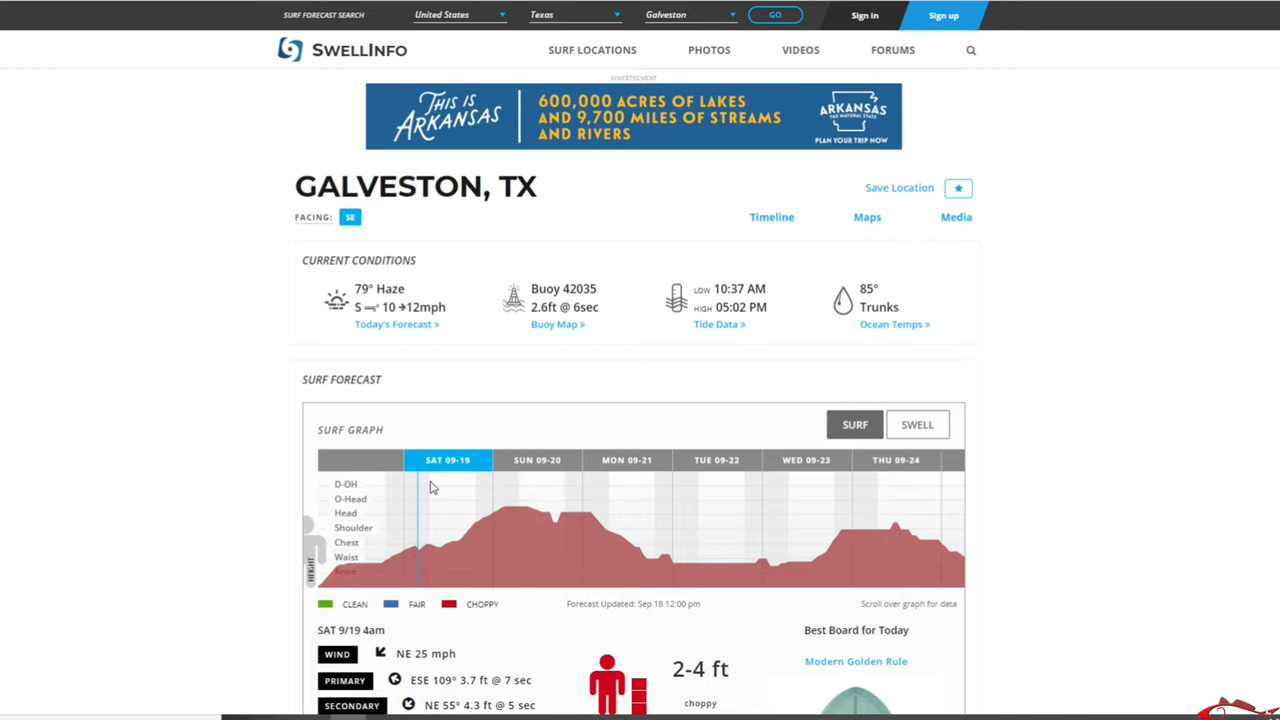 SURF FORECAST SEARCH United States Texas Galveston GO Sign in Sign up
SWELLINFO SURF LOCATIONS PHOTOS VIDEOS FORUMS
ADVERTISEMENT
THIS IS ARKANSAS
600,000 ACRES OF LAKES
AND 9,700 MILES OF STREAMS
AND RIVERS
ARKANSAS
THE NATURAL STATE
PLAN YOUR TRIP NOW
GALVESTON, TX
Save Location
FACING: SE
Timeline Maps Media
CURRENT CONDITIONS
79° Haze
S 10 12mph
Today's Forecast »
Buoy 42035
2.6ft @ 6sec
Buoy Map »
LOW 10:37 AM
HIGH 05:02 PM
Tide Data »
85°
Trunks
Ocean Temps »
SURF FORECAST
SURF GRAPH
SURF SWELL
SAT 09-19 SUN 09-20 MON 09-21 TUE 09-22 WED 09-23 THU 09-24
D-OH
O-Head
Head
Shoulder
Chest
Waist
Knee
HEIGHT
CLEAN FAIR CHOPPY
Forecast Updated: Sep 18 12:00 pm
Scroll over graph for data
SAT 9/19 4am
WIND NE 25 mph
PRIMARY ESE 109° 3.7 ft @ 7 sec
SECONDARY NE 55° 4.3 ft @ 5 sec
2-4 ft
choppy
Best Board for Today
Modern Golden Rule